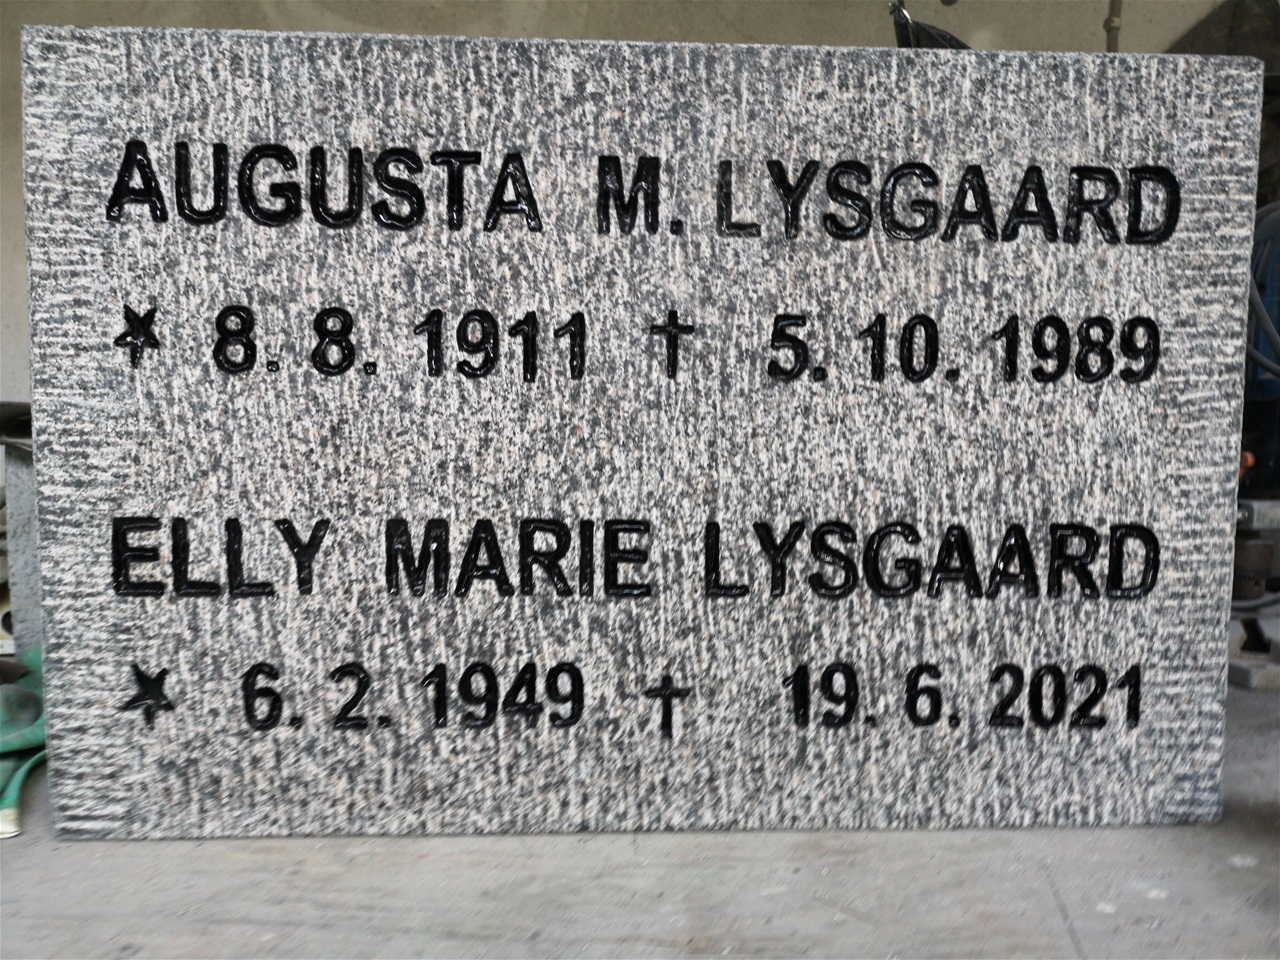 AUGUSTA M. LYSGAARD
★ 8. 8. 1911 † 5. 10. 1989
ELLY MARIE LYSGAARD
★ 6. 2. 1949 † 19. 6. 2021